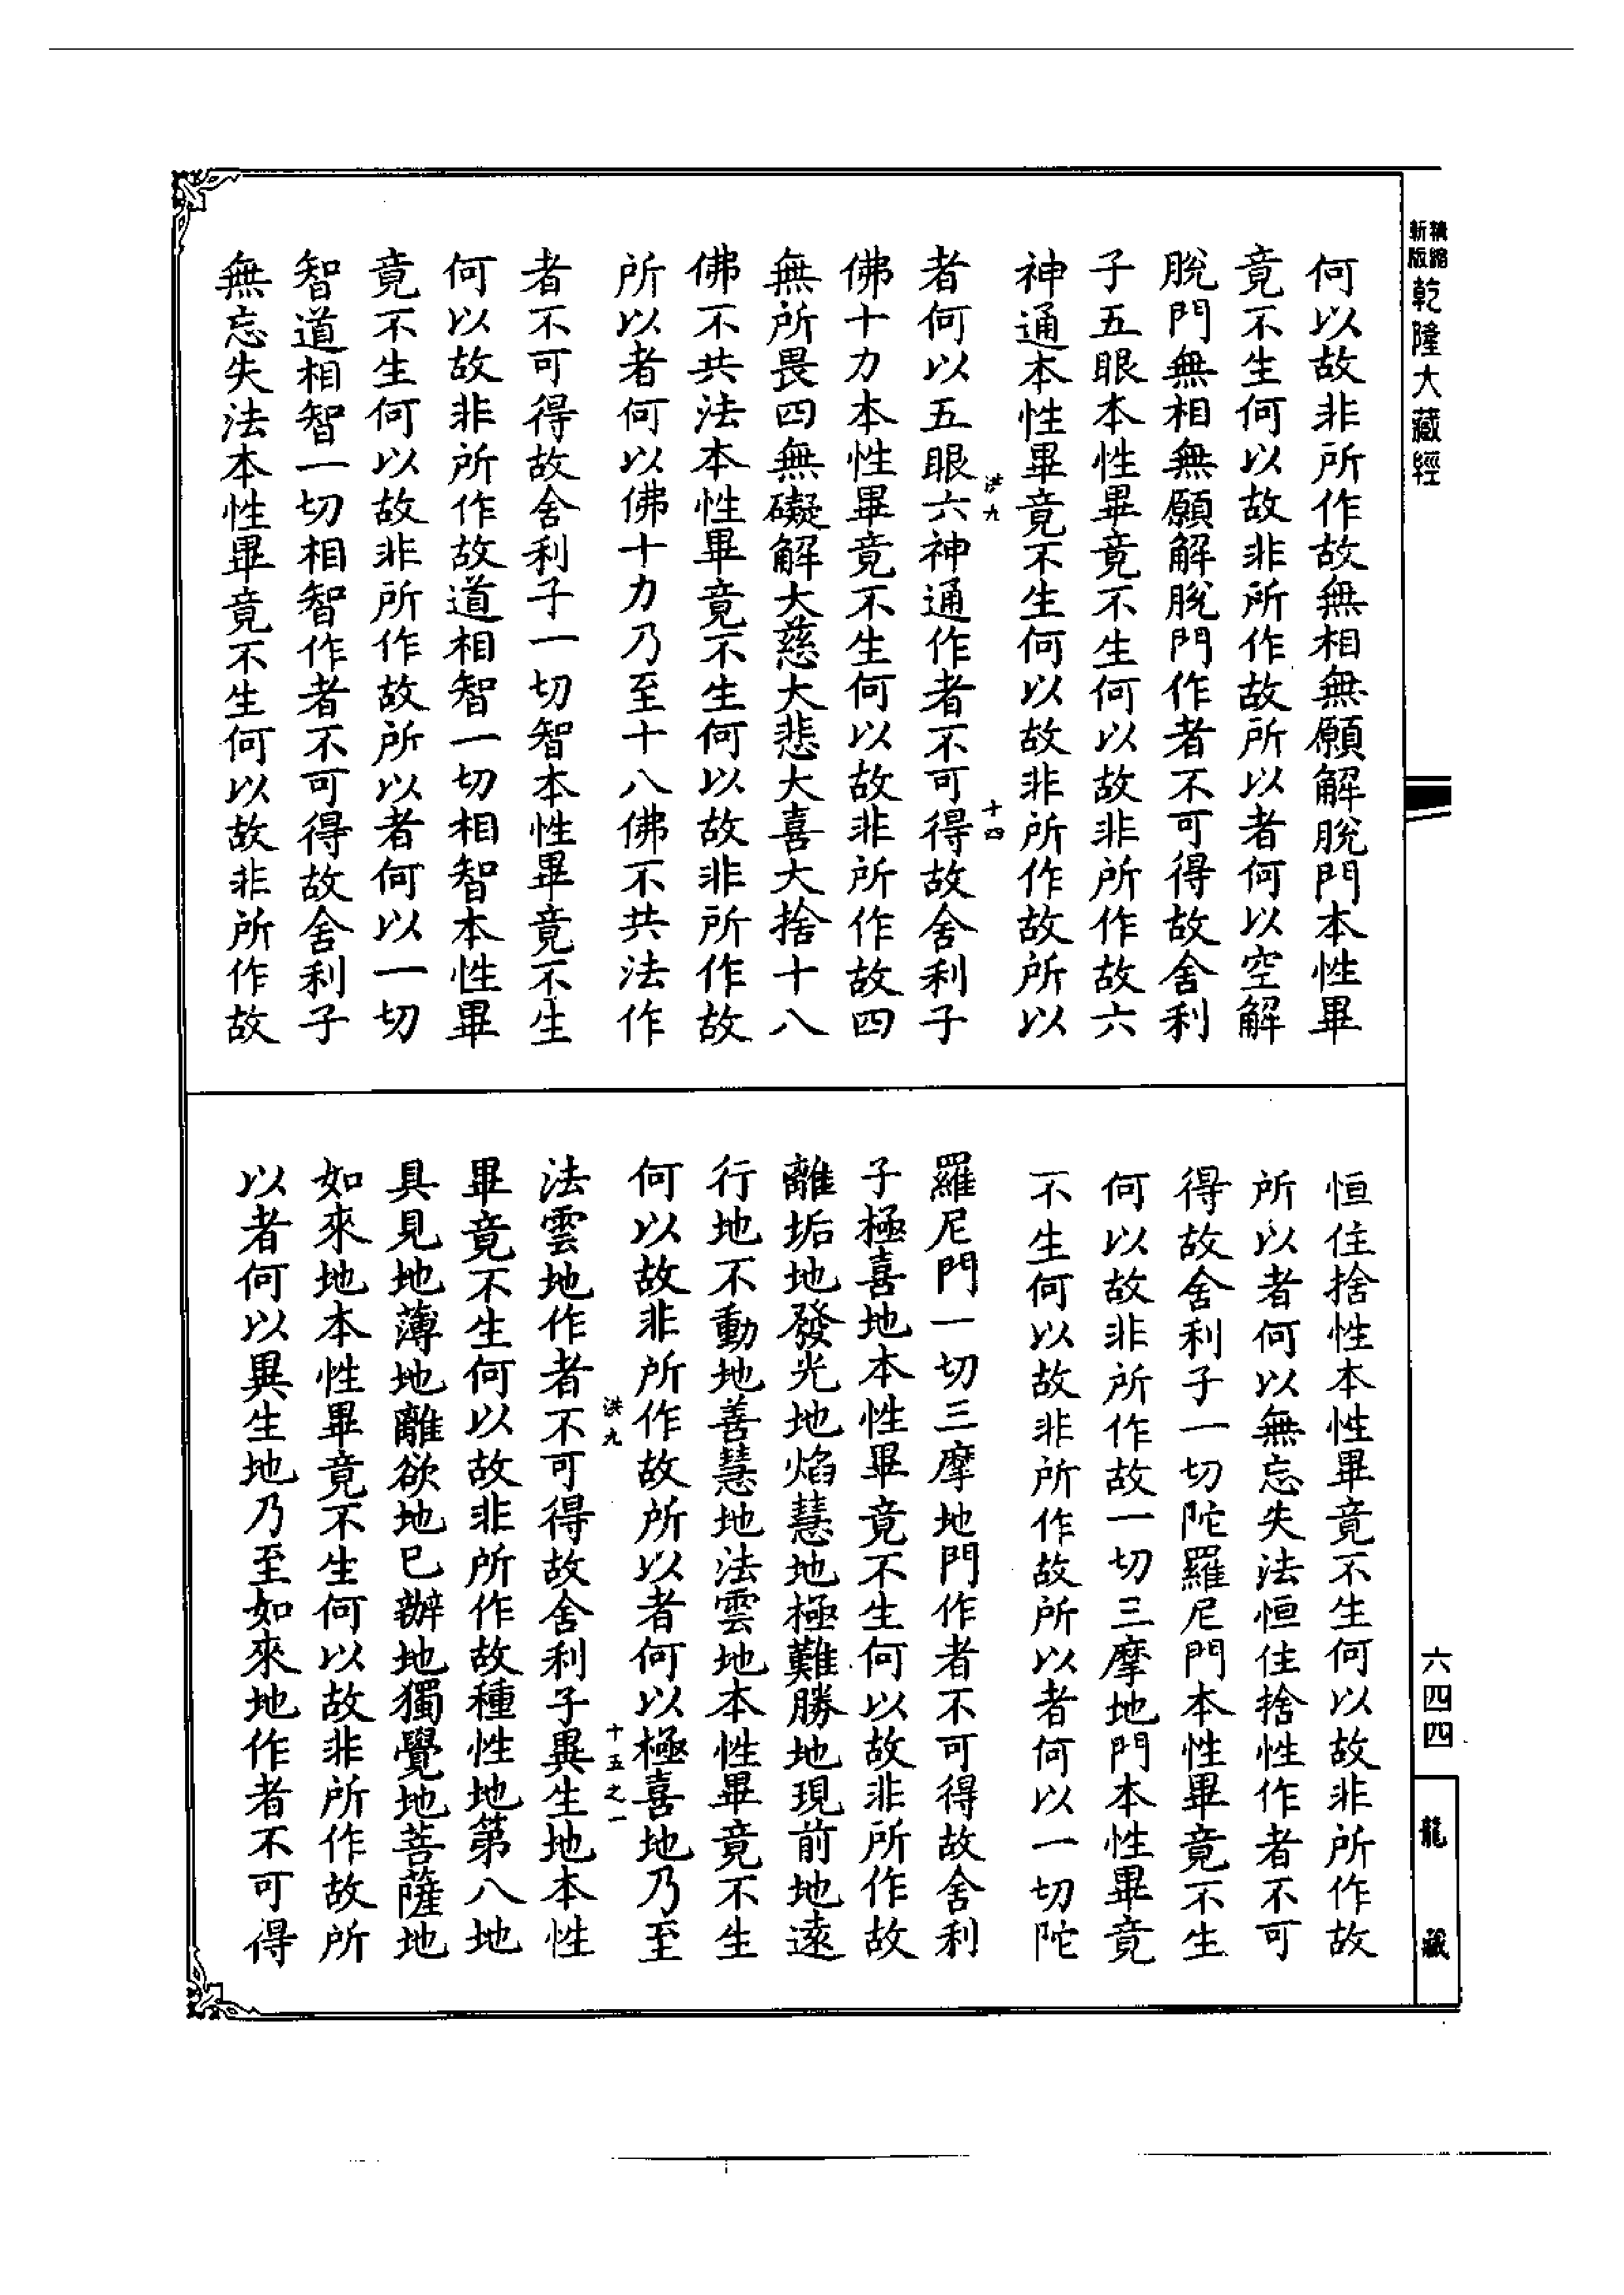 精縮
新版
乾隆大藏經
何以故非所作故無相無願解脫門本性畢
竟不生何以故非所作故所以者何以空解
脫門無相無願解脫門作者不可得故舍利
子五眼本性畢竟不生何以故非所作故六
神通本性畢竟不生何以故非所作故所以
洪九
十四
者何以五眼六神通作者不可得故舍利子
佛十力本性畢竟不生何以故非所作故四
無所畏四無礙解大慈大悲大喜大捨十八
佛不共法本性畢竟不生何以故非所作故
所以者何以佛十力乃至十八佛不共法作
者不可得故舍利子一切智本性畢竟不生
何以故非所作故道相智一切相智本性畢
竟不生何以故非所作故所以者何以一切
智道相智一切相智作者不可得故舍利子
無忘失法本性畢竟不生何以故非所作故
恒住捨性本性畢竟不生何以故非所作故
所以者何以無忘失法恒住捨性作者不可
得故舍利子一切陀羅尼門本性畢竟不生
何以故非所作故一切三摩地門本性畢竟
不生何以故非所作故所以者何以一切陀
羅尼門一切三摩地門作者不可得故舍利
子極喜地本性畢竟不生何以故非所作故
離垢地發光地焰慧地極難勝地現前地遠
行地不動地善慧地法雲地本性畢竟不生
何以故非所作故所以者何以極喜地乃至
洪九
十五之一
法雲地作者不可得故舍利子異生地本性
畢竟不生何以故非所作故種性地第八地
具見地薄地離欲地已辦地獨覺地菩薩地
如來地本性畢竟不生何以故非所作故所
以者何以異生地乃至如來地作者不可得
六四四
龍藏